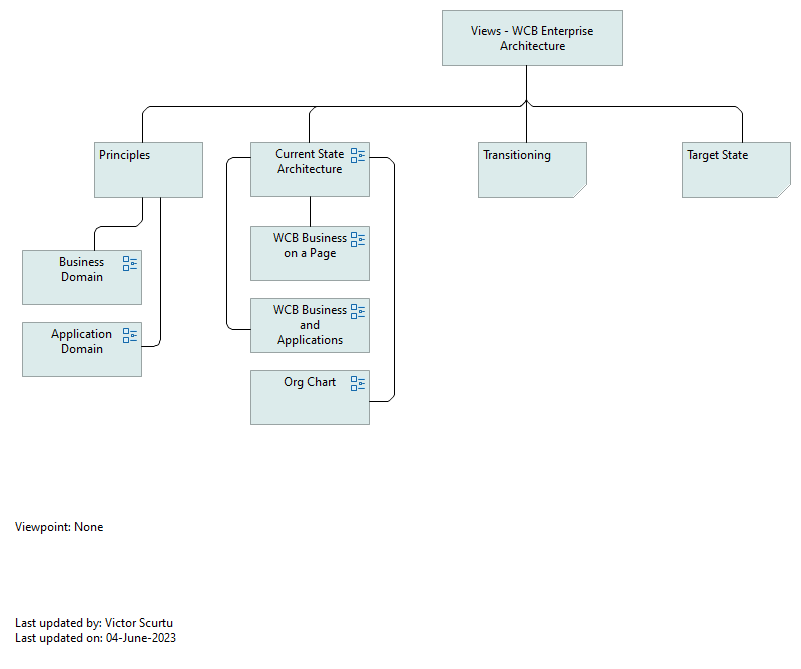 Views - WCB Enterprise
Architecture
Principles
Current State
Architecture
Transitioning
Target State
WCB Business
on a Page
Business
Domain
WCB Business
and
Applications
Application
Domain
Org Chart
Viewpoint: None
Last updated by: Victor Scurtu
Last updated on: 04-June-2023